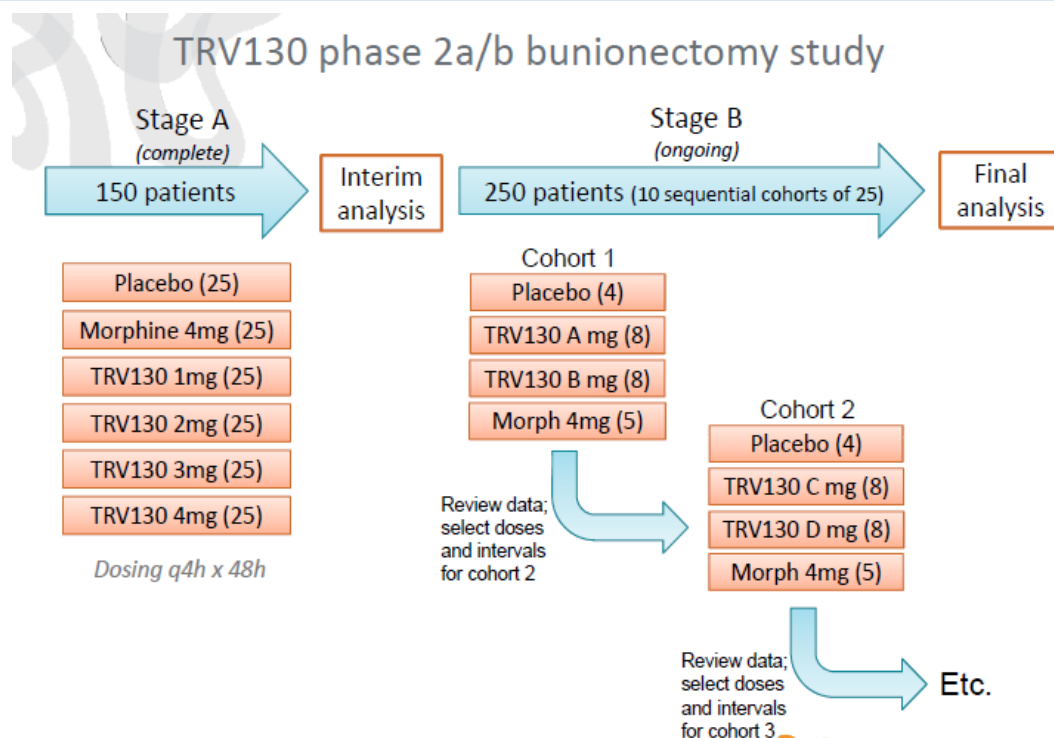 TRV130 phase 2a/b bunionectomy study
Stage A
(complete)
150 patients
Interim
analysis
Stage B
(ongoing)
250 patients (10 sequential cohorts of 25)
Final
analysis
Placebo (25)
Morphine 4mg (25)
TRV130 1mg (25)
TRV130 2mg (25)
TRV130 3mg (25)
TRV130 4mg (25)
Dosing q4h x 48h
Cohort 1
Placebo (4)
TRV130 A mg (8)
TRV130 B mg (8)
Morph 4mg (5)
Review data;
select doses
and intervals
for cohort 2
Cohort 2
Placebo (4)
TRV130 C mg (8)
TRV130 D mg (8)
Morph 4mg (5)
Review data;
select doses
and intervals
for cohort 3
Etc.